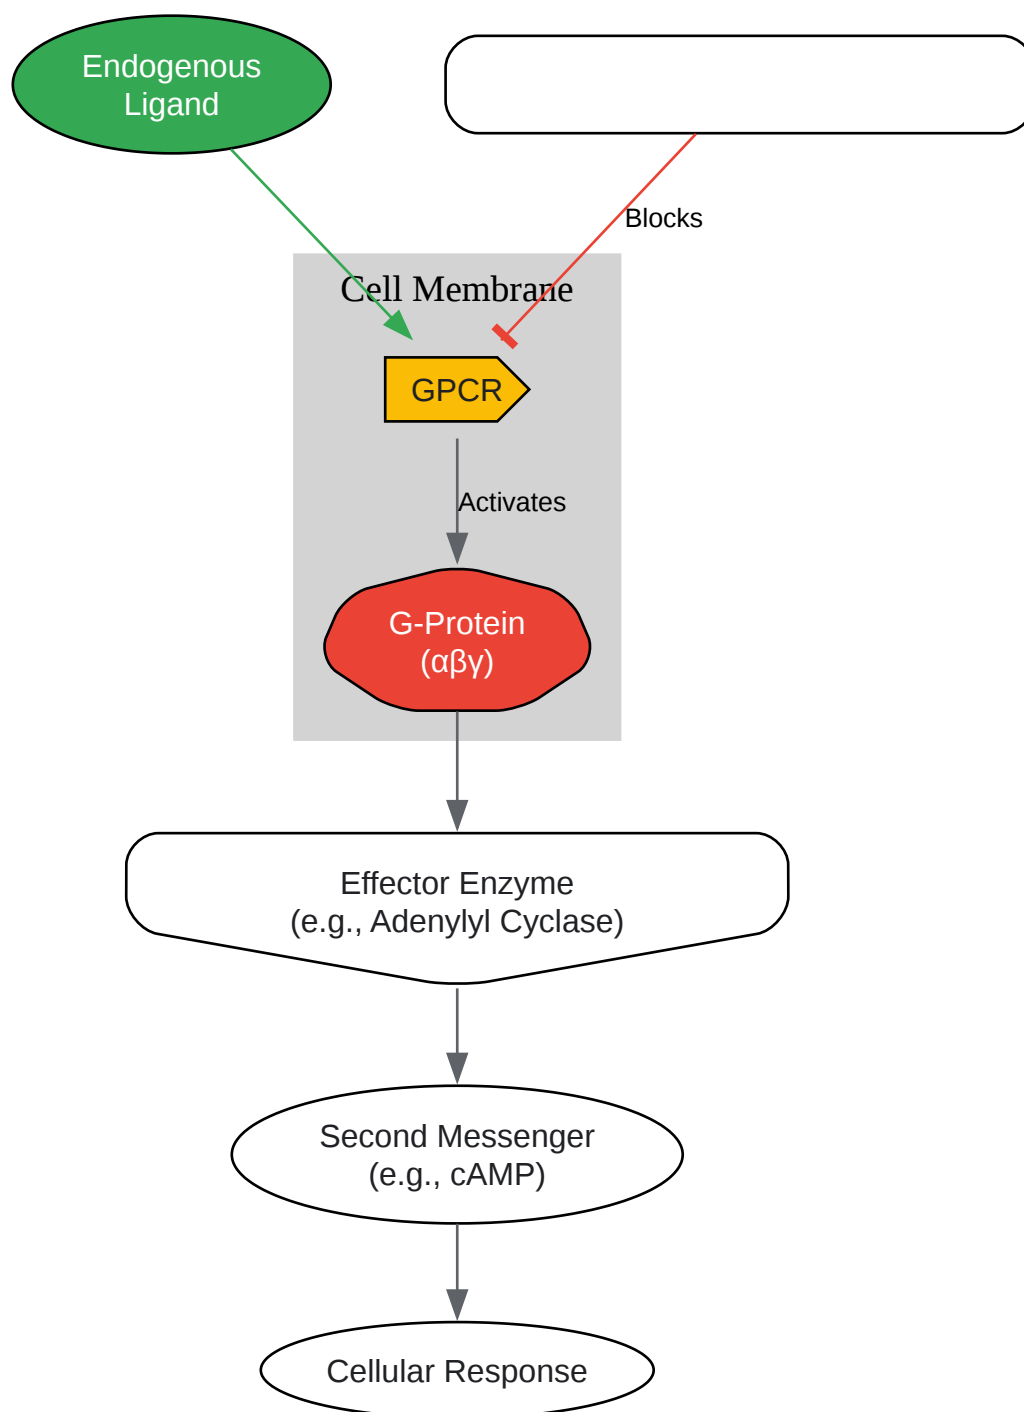 Endogenous
Ligand
Blocks
Cell Membrane
GPCR
Activates
G-Protein
(αβγ)
Effector Enzyme
(e.g., Adenylyl Cyclase)
Second Messenger
(e.g., cAMP)
Cellular Response